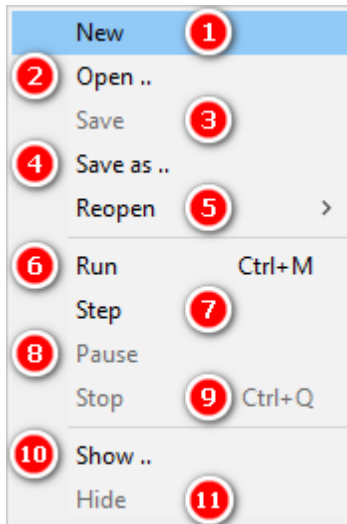 New 1
2 Open ..
Save 3
4 Save as ..
Reopen 5 >
6 Run Ctrl+M
Step 7
8 Pause
Stop 9 Ctrl+Q
10 Show ..
Hide 11